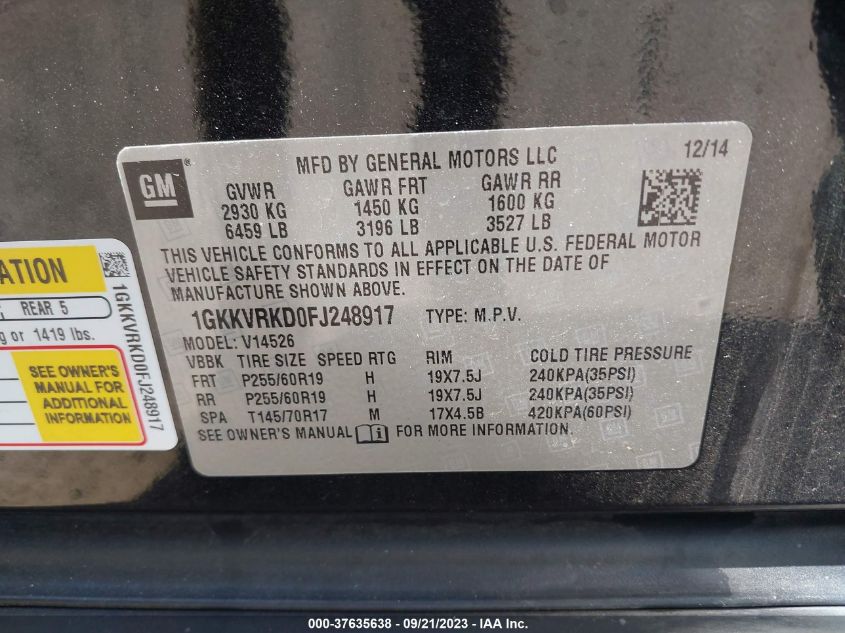 MFD BY GENERAL MOTORS LLC 12/14
GM®
GVWR GAWR FRT GAWR RR
2930 KG 1450 KG 1600 KG
6459 LB 3196 LB 3527 LB
THIS VEHICLE CONFORMS TO ALL APPLICABLE U.S. FEDERAL MOTOR
VEHICLE SAFETY STANDARDS IN EFFECT ON THE DATE OF
MANUFACTURE SHOWN ABOVE.
1GKKVRKD0FJ248917 TYPE: M.P.V.
MODEL: V14526
VBBK TIRE SIZE SPEED RTG RIM COLD TIRE PRESSURE
FRT P255/60R19 H 19X7.5J 240KPA(35PSI)
RR P255/60R19 H 19X7.5J 240KPA(35PSI)
SPA T145/70R17 M 17X4.5B 420KPA(60PSI)
SEE OWNER'S MANUAL FOR MORE INFORMATION.
ATION
REAR 5
or 1419 lbs.
SEE OWNER'S
MANUAL FOR
ADDITIONAL
INFORMATION
1GKKVRKD0FJ248917
000-37635638 - 09/21/2023 - IAA Inc.